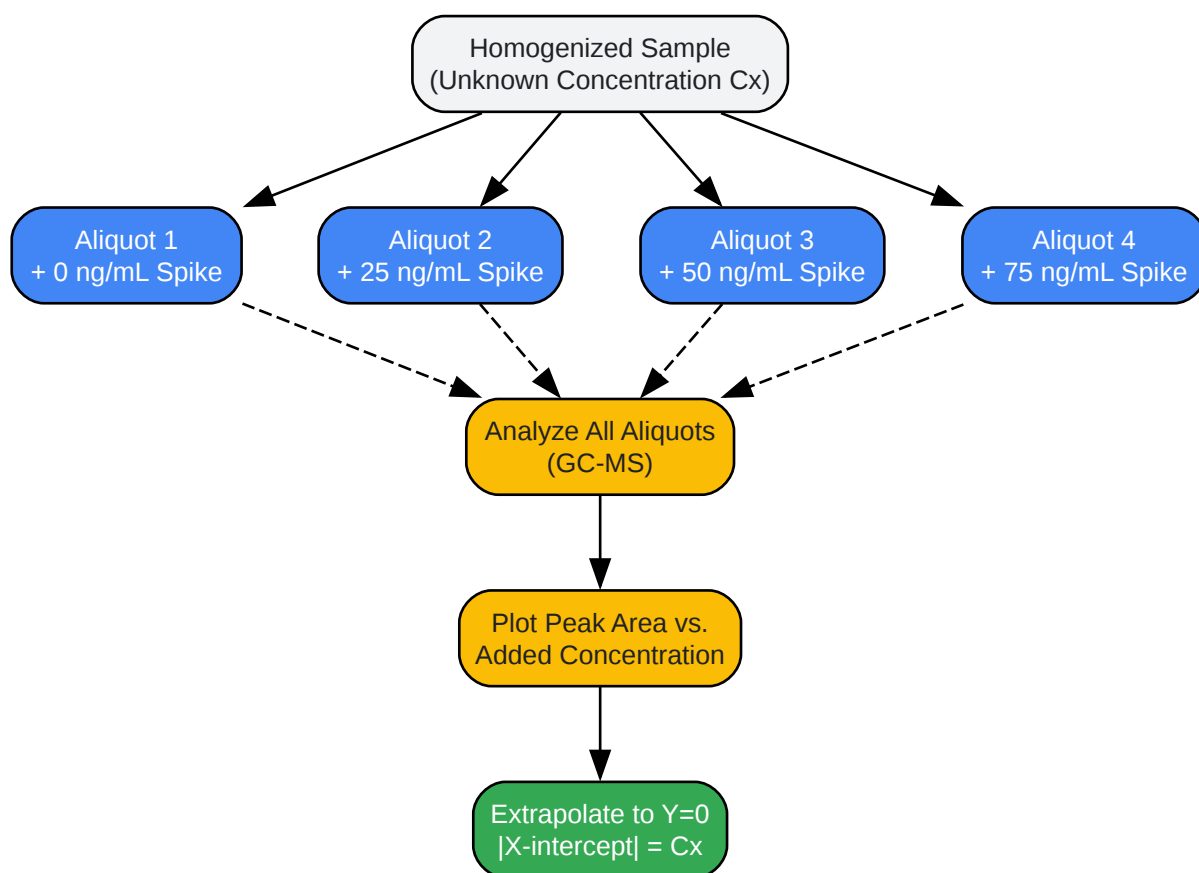 Homogenized Sample
(Unknown Concentration Cx)
Aliquot 1
+ 0 ng/mL Spike
Aliquot 2
+ 25 ng/mL Spike
Aliquot 3
+ 50 ng/mL Spike
Aliquot 4
+ 75 ng/mL Spike
Analyze All Aliquots
(GC-MS)
Plot Peak Area vs.
Added Concentration
Extrapolate to Y=0
|X-intercept| = Cx